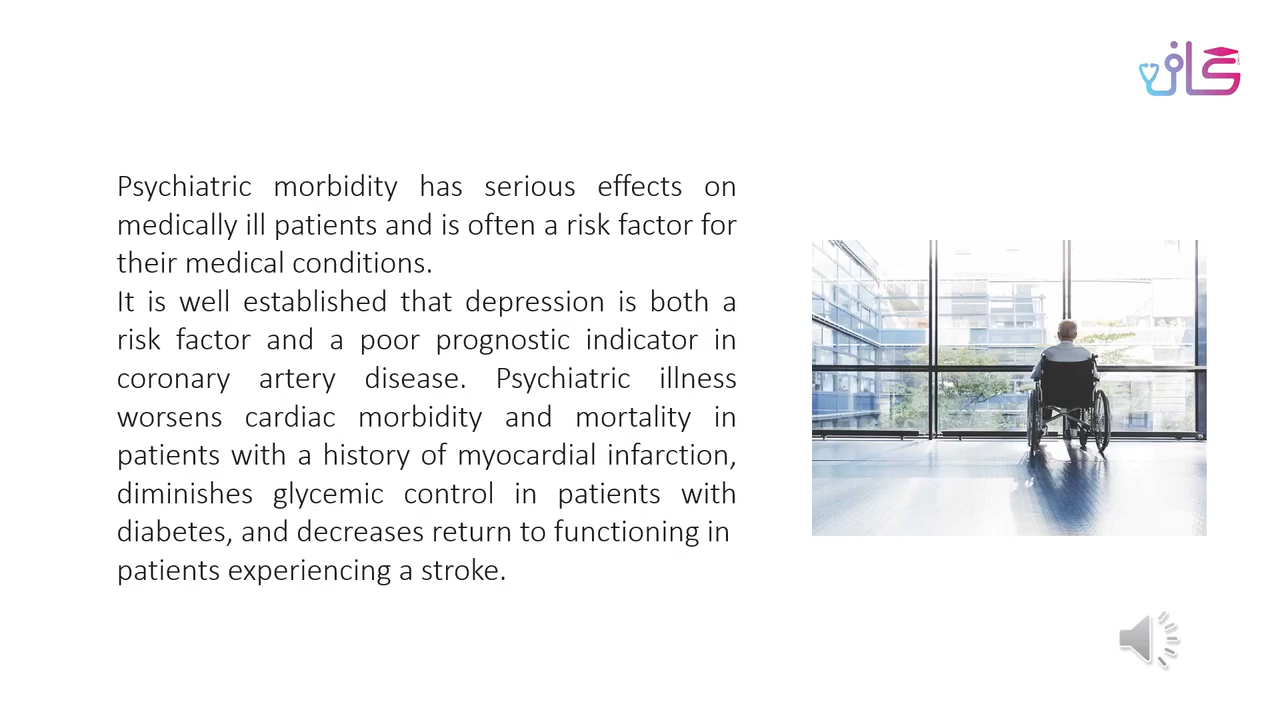 كاف
Psychiatric morbidity has serious effects on
medically ill patients and is often a risk factor for
their medical conditions.
It is well established that depression is both a
risk factor and a poor prognostic indicator in
coronary artery disease. Psychiatric illness
worsens cardiac morbidity and mortality in
patients with a history of myocardial infarction,
diminishes glycemic control in patients with
diabetes, and decreases return to functioning in
patients experiencing a stroke.